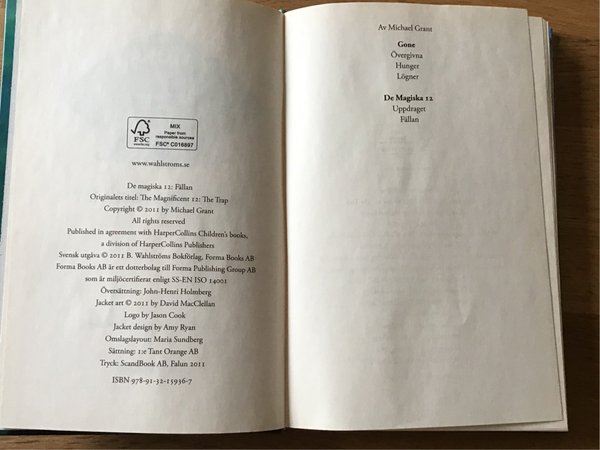 FSC
www.fsc.org
MIX
Paper from
responsible sources
FSC® C016897
www.wahlstroms.se
De magiska 12: Fällan
Originalets titel: The Magnificent 12: The Trap
Copyright © 2011 by Michael Grant
All rights reserved
Published in agreement with HarperCollins Children's books,
a division of HarperCollins Publishers
Svensk utgåva © 2011 B. Wahlströms Bokförlag, Forma Books AB
Forma Books AB är ett dotterbolag till Forma Publishing Group AB
som är miljöcertifierat enligt SS-EN ISO 14001
Översättning: John-Henri Holmberg
Jacket art © 2011 by David MacClellan
Logo by Jason Cook
Jacket design by Amy Ryan
Omslagslayout: Maria Sundberg
Sättning: 1:e Tant Orange AB
Tryck: ScandBook AB, Falun 2011
ISBN 978-91-32-15936-7
Av Michael Grant
Gone
Övergivna
Hunger
Lögner
De Magiska 12
Uppdraget
Fällan